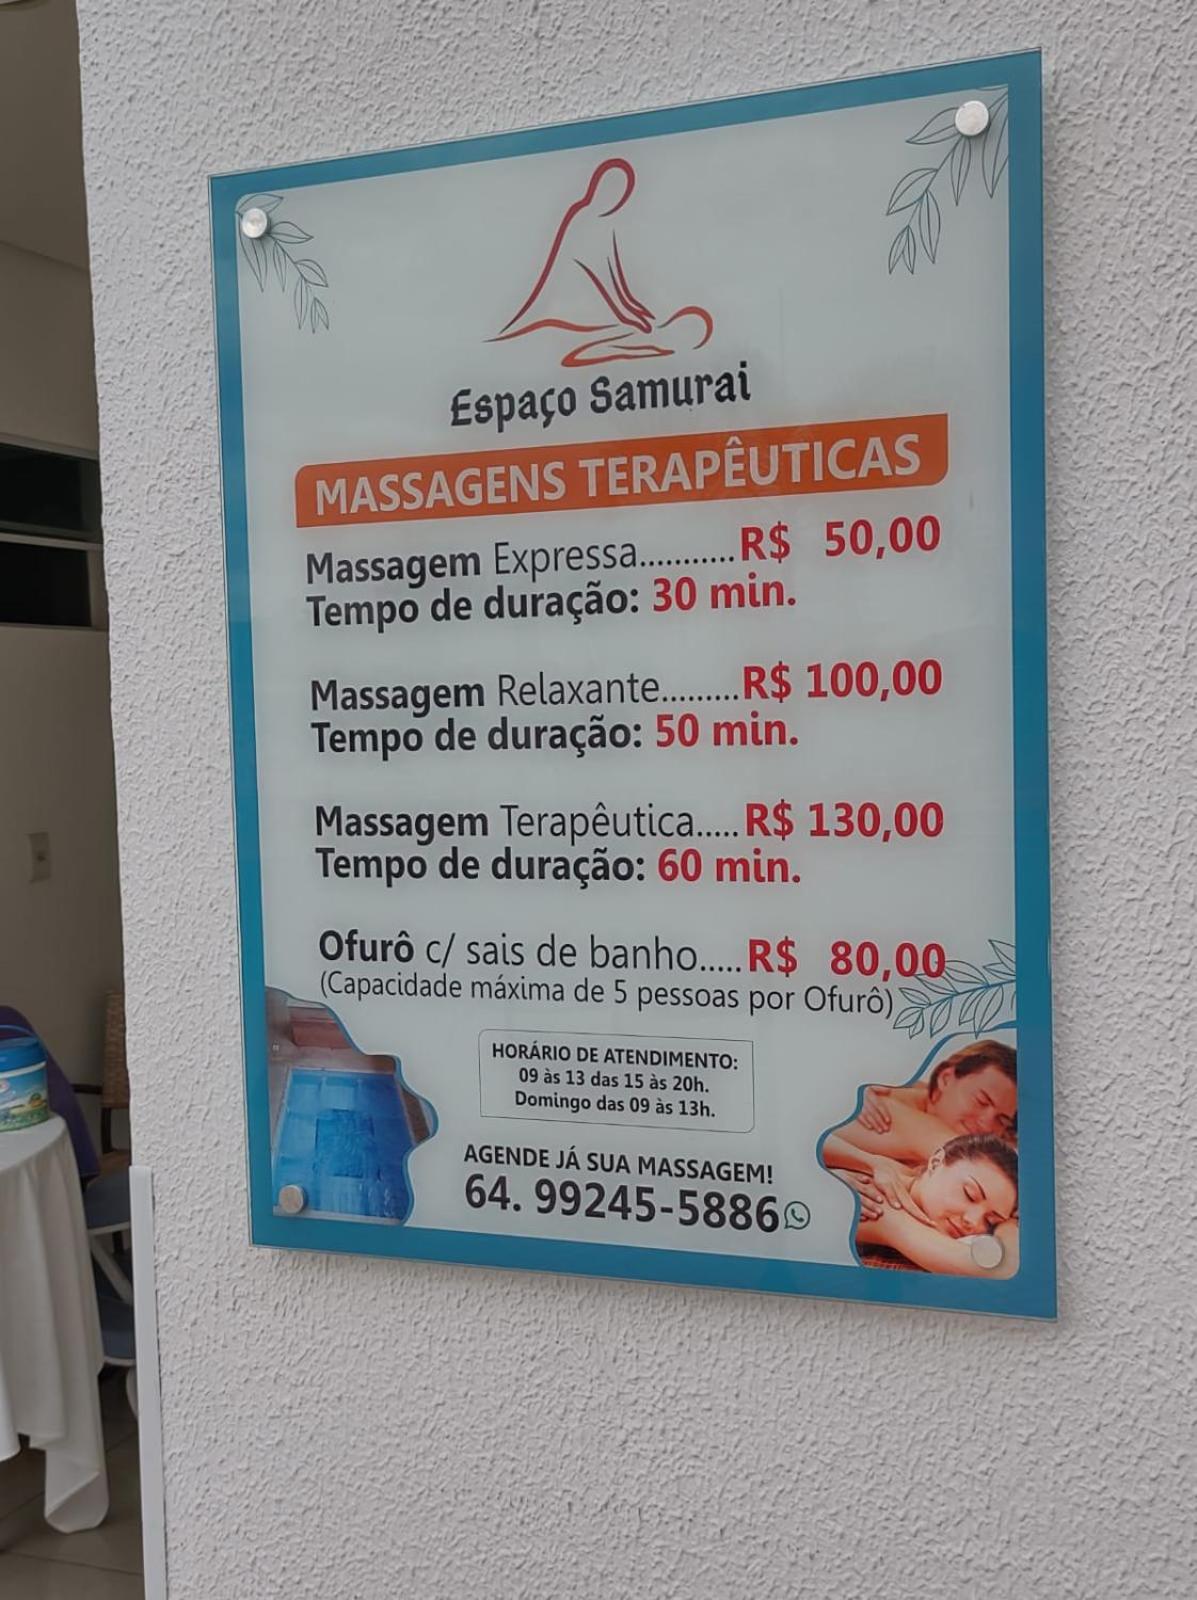 Espaço Samurai
MASSAGENS TERAPÊUTICAS
Massagem Expressa...........R$ 50,00
Tempo de duração: 30 min.
Massagem Relaxante.........R$ 100,00
Tempo de duração: 50 min.
Massagem Terapêutica.....R$ 130,00
Tempo de duração: 60 min.
Ofurô c/ sais de banho.....R$ 80,00
(Capacidade máxima de 5 pessoas por Ofurô)
HORÁRIO DE ATENDIMENTO:
09 às 13 das 15 às 20h.
Domingo das 09 às 13h.
AGENDE JÁ SUA MASSAGEM!
64. 99245-5886